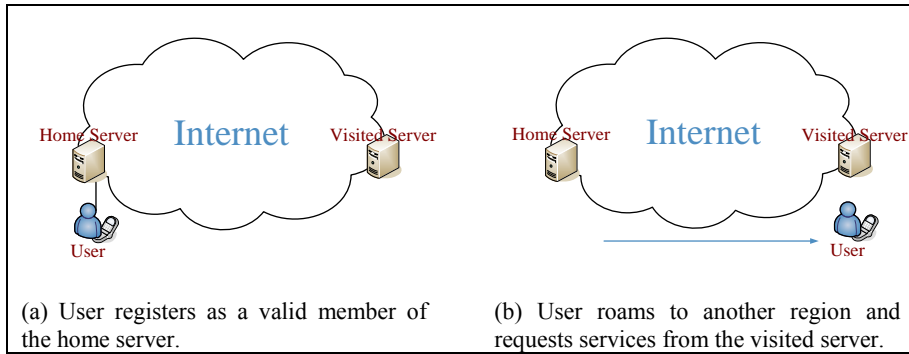 Home Server
Internet
Visited Server
User
(a) User registers as a valid member of
the home server.
Home Server
Internet
Visited Server
User
(b) User roams to another region and
requests services from the visited server.